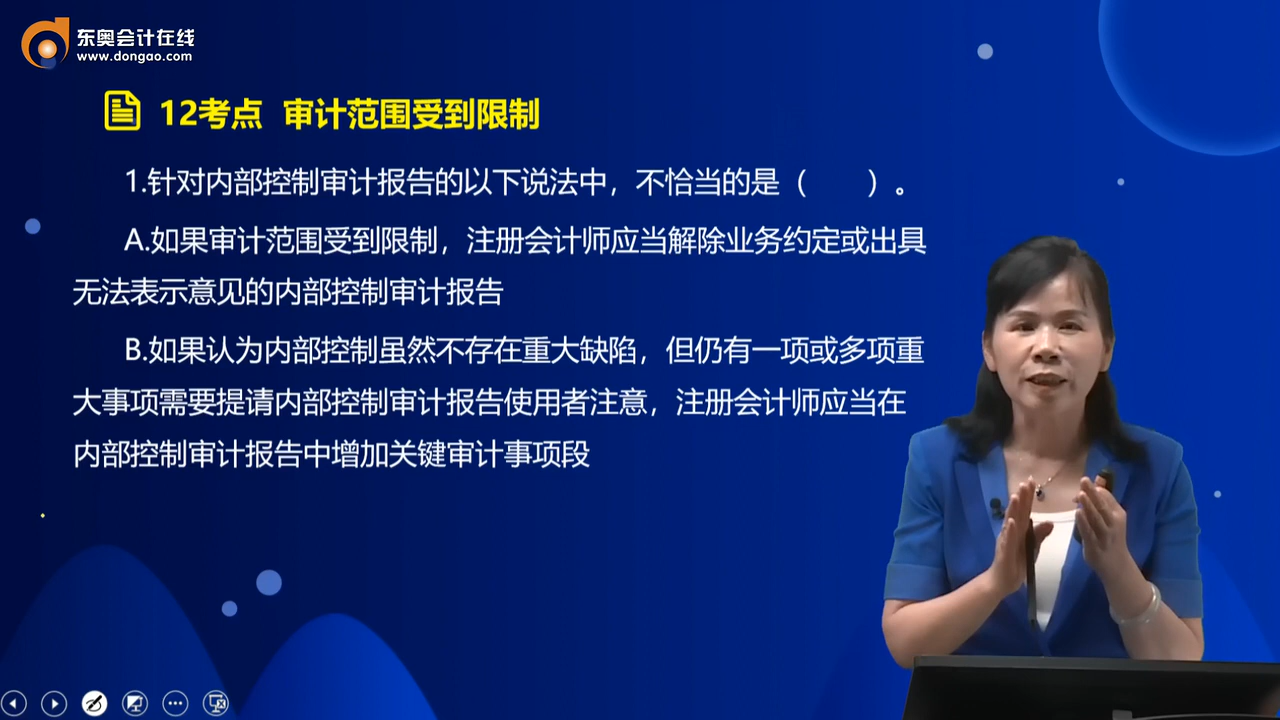 东奥会计在线
www.dongao.com
12考点 审计范围受到限制
1.针对内部控制审计报告的以下说法中，不恰当的是（　　）。
A.如果审计范围受到限制，注册会计师应当解除业务约定或出具
无法表示意见的内部控制审计报告
B.如果认为内部控制虽然不存在重大缺陷，但仍有一项或多项重
大事项需要提请内部控制审计报告使用者注意，注册会计师应当在
内部控制审计报告中增加关键审计事项段